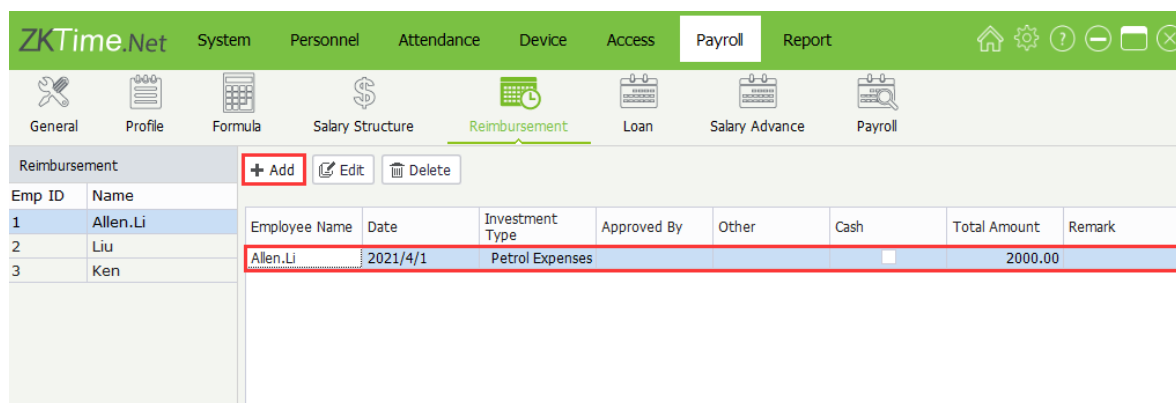 ZKTime.Net System Personnel Attendance Device Access Payroll Report
General Profile Formula Salary Structure Reimbursement Loan Salary Advance Payroll
Reimbursement
+ Add Edit Delete
Emp ID Name
1 Allen.Li
2 Liu
3 Ken
Employee Name Date Investment Type Approved By Other Cash Total Amount Remark
Allen.Li 2021/4/1 Petrol Expenses 2000.00